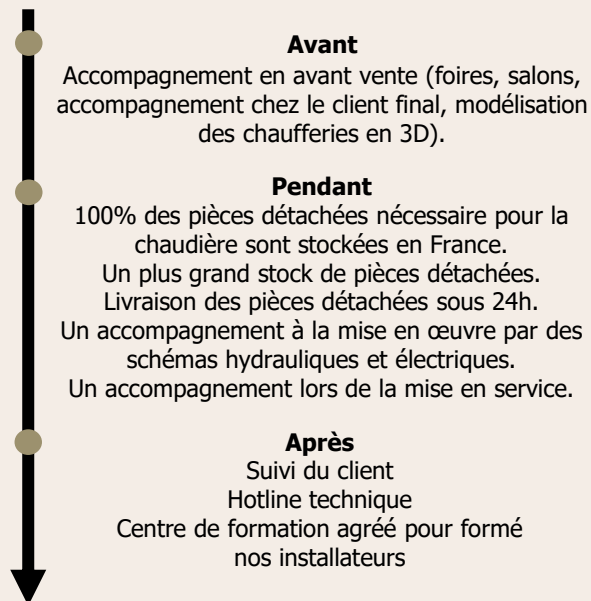 Avant
Accompagnement en avant vente (foires, salons,
accompagnement chez le client final, modélisation
des chaufferies en 3D).
Pendant
100% des pièces détachées nécessaire pour la
chaudière sont stockées en France.
Un plus grand stock de pièces détachées.
Livraison des pièces détachées sous 24h.
Un accompagnement à la mise en œuvre par des
schémas hydrauliques et électriques.
Un accompagnement lors de la mise en service.
Après
Suivi du client
Hotline technique
Centre de formation agréé pour formé
nos installateurs